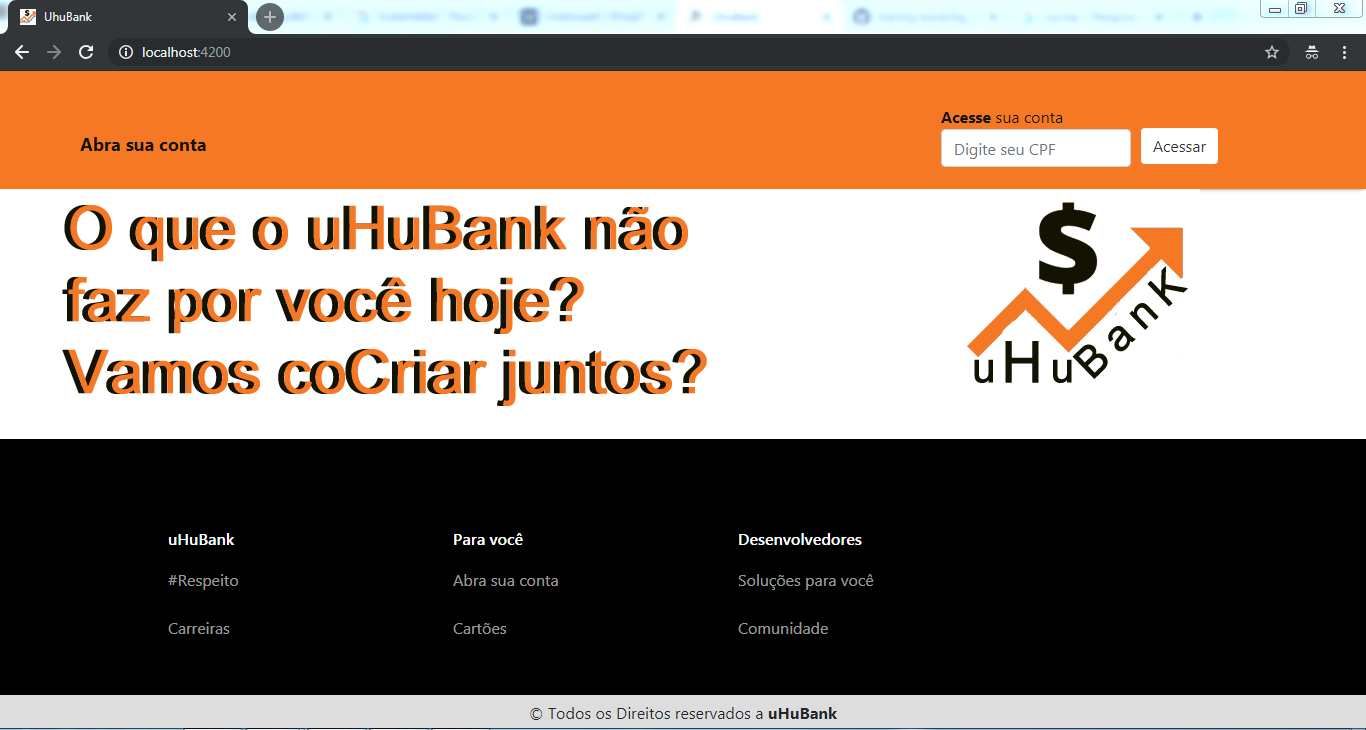 UhuBank
localhost:4200
Abra sua conta
Acesse sua conta
Digite seu CPF
Acessar
O que o uHuBank não
faz por você hoje?
Vamos coCriar juntos?
$
uHuBank
uHuBank
Para você
Desenvolvedores
#Respeito
Abra sua conta
Soluções para você
Carreiras
Cartões
Comunidade
© Todos os Direitos reservados a uHuBank